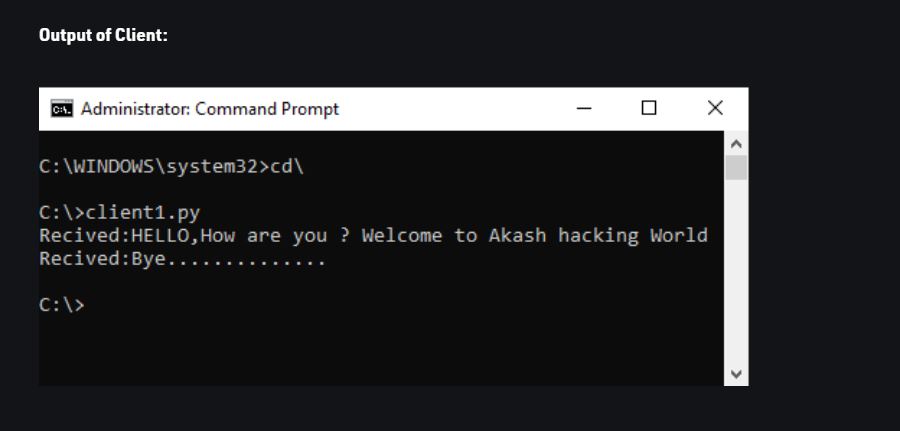 Output of Client:
Administrator: Command Prompt
C:\WINDOWS\system32>cd\
C:\>client1.py
Recived:HELLO,How are you ? Welcome to Akash hacking World
Recived:Bye..............
C:\>